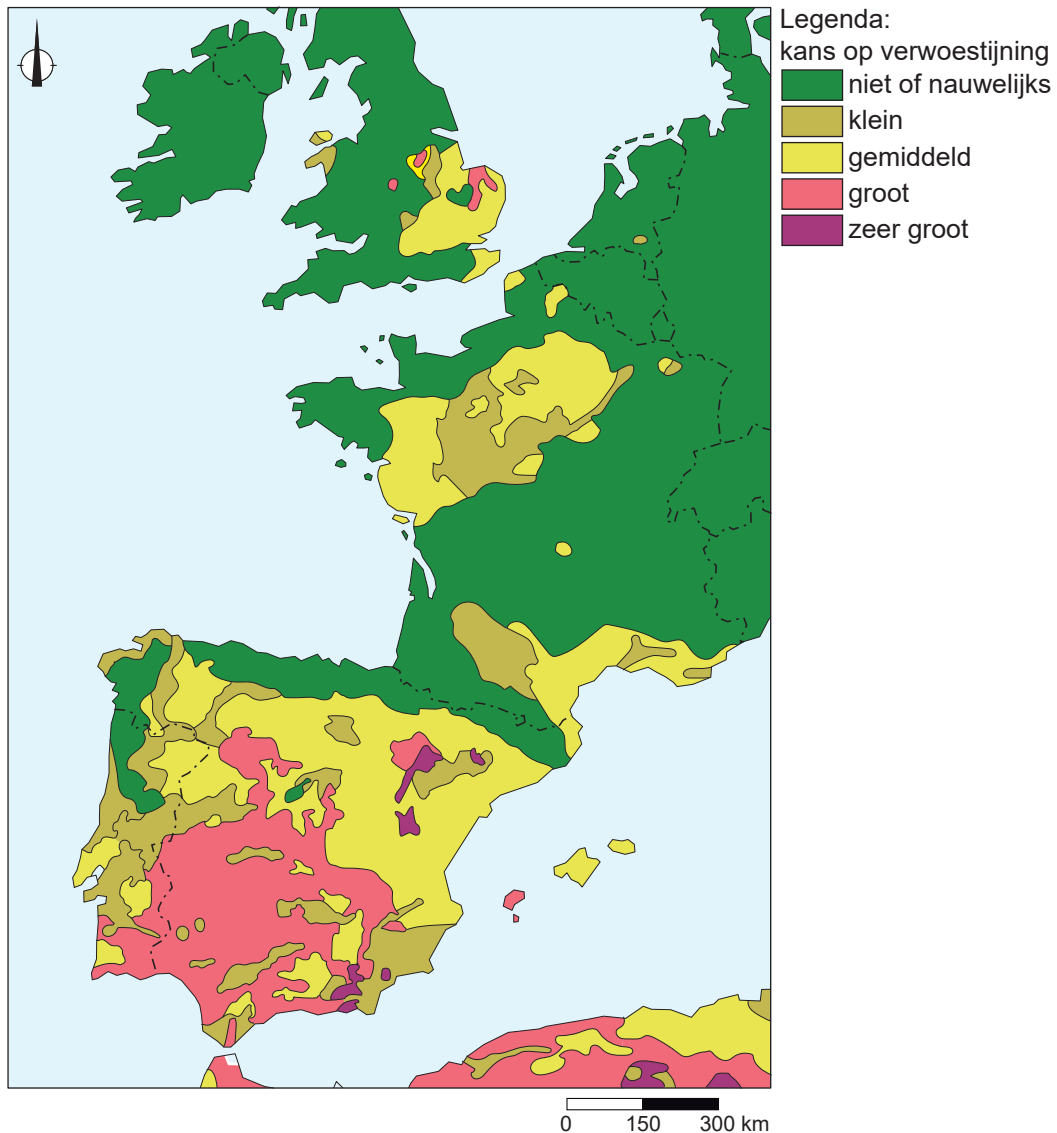 Legenda:
kans op verwoestijning
niet of nauwelijks
klein
gemiddeld
groot
zeer groot
0 150 300 km